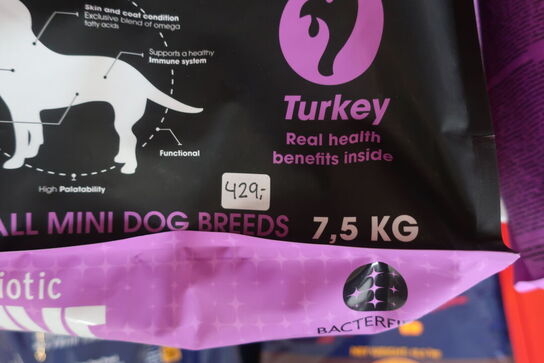 Skin and coat condition
Exclusive blend of omega
fatty acids
Supports a healthy
Immune system
Functional
High Palatability
Turkey
Real health
benefits inside
429,-
ALL MINI DOG BREEDS 7,5 KG
iotic
BACTERFI